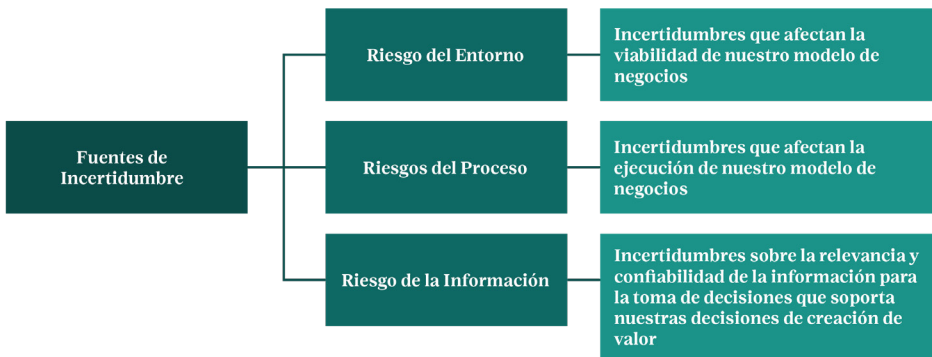 Fuentes de
Incertidumbre
Riesgo del Entorno
Incertidumbres que afectan la
viabilidad de nuestro modelo de
negocios
Riesgos del Proceso
Incertidumbres que afectan la
ejecución de nuestro modelo de
negocios
Riesgo de la Información
Incertidumbres sobre la relevancia y
confiabilidad de la información para
la toma de decisiones que soporta
nuestras decisiones de creación de
valor